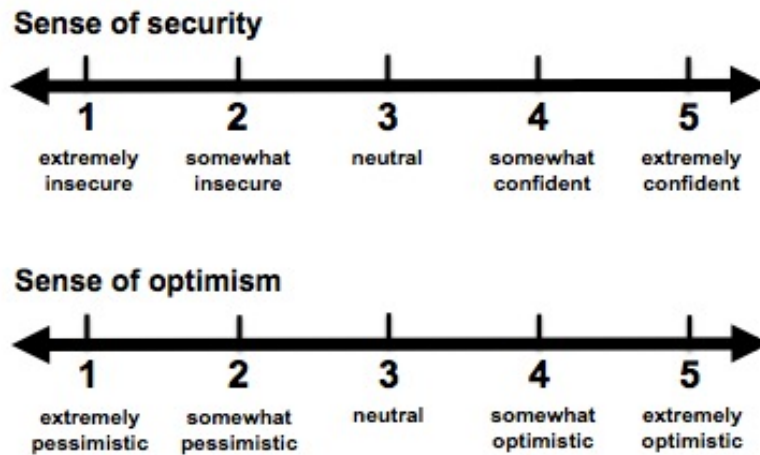 Sense of security
1 2 3 4 5
extremely somewhat neutral somewhat extremely
insecure insecure confident confident
Sense of optimism
1 2 3 4 5
extremely somewhat neutral somewhat extremely
pessimistic pessimistic optimistic optimistic